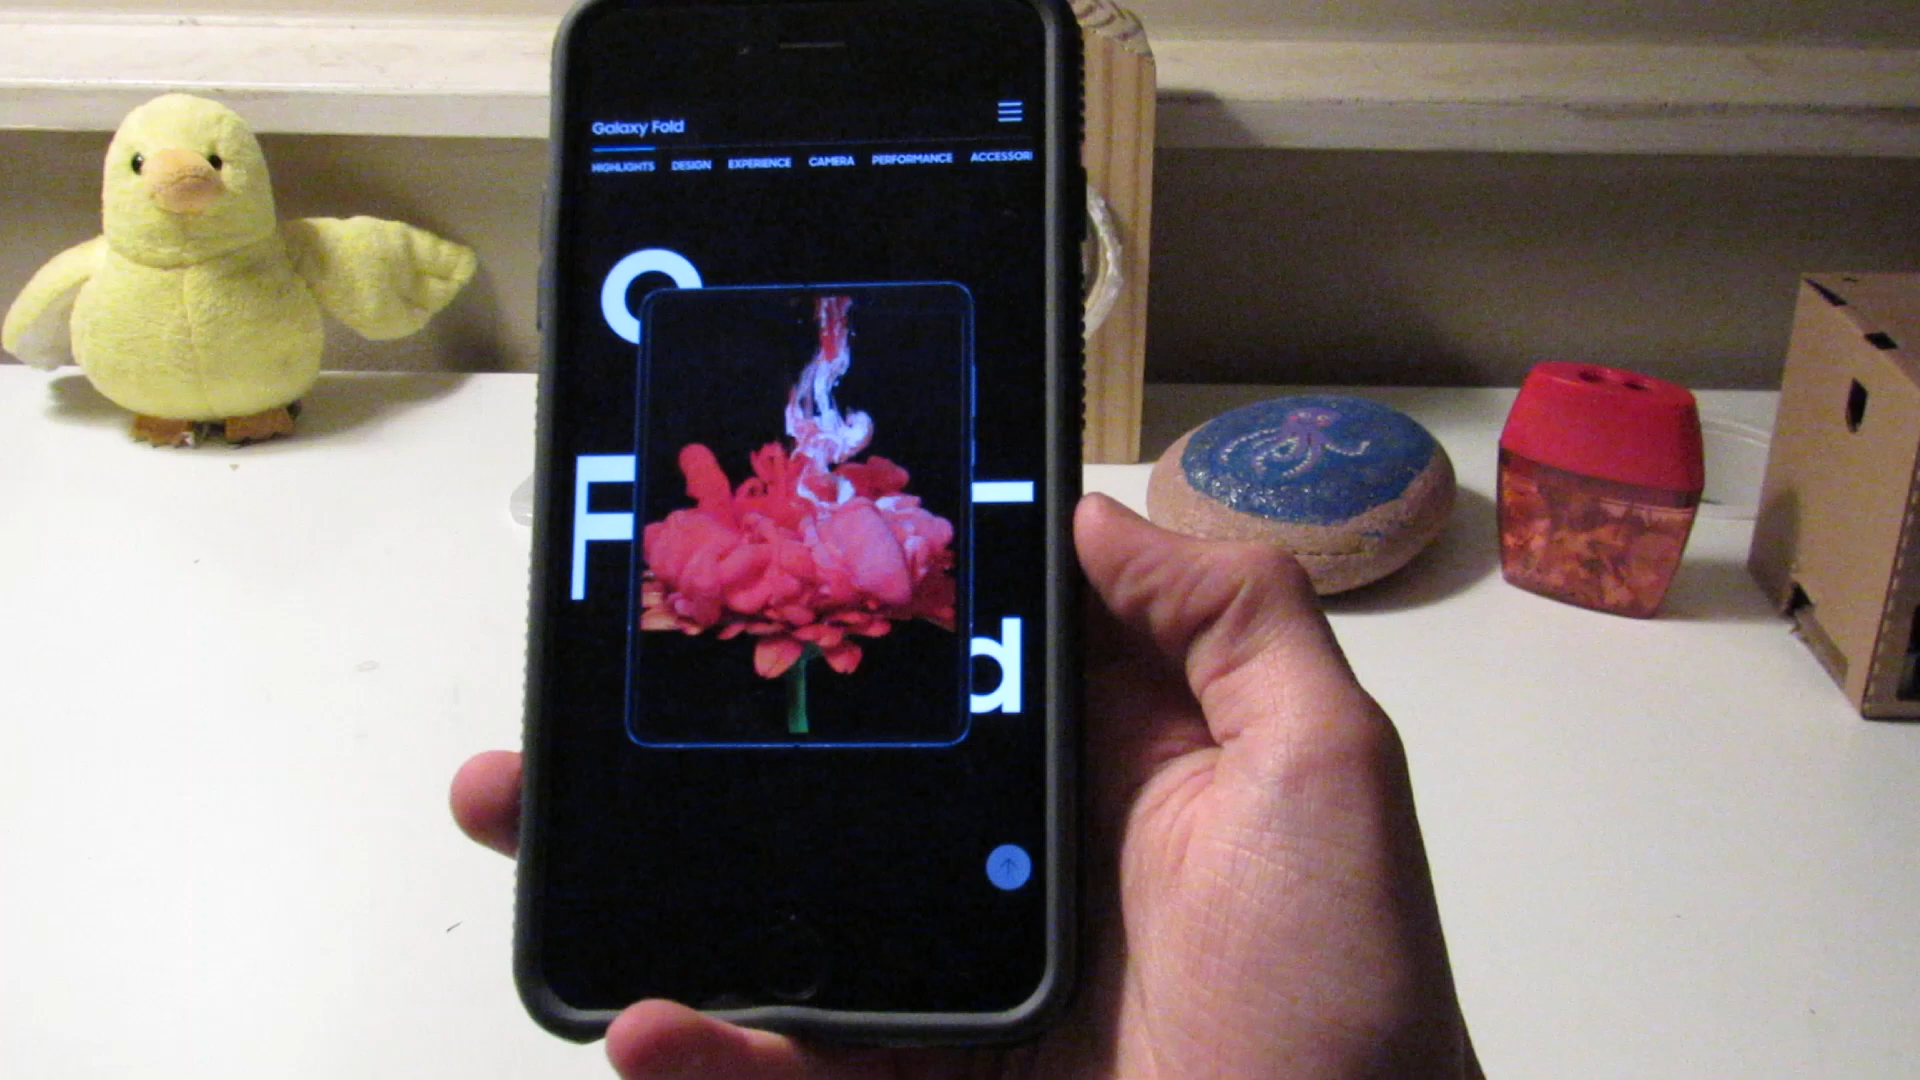 Galaxy Fold
HIGHLIGHTS DESIGN EXPERIENCE CAMERA PERFORMANCE ACCESSORI
F
d